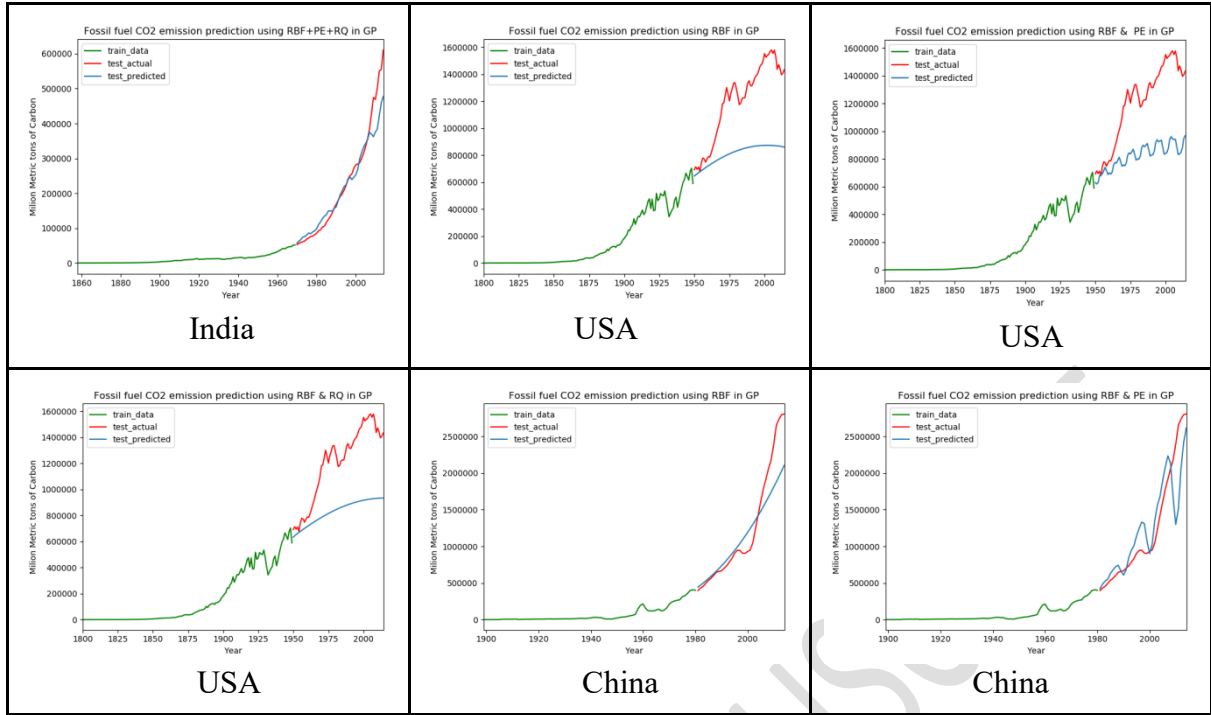 Fossil fuel CO2 emission prediction using RBF+PE+RQ in GP
train_data
test_actual
test_predicted
Milion Metric tons of Carbon
600000
500000
400000
300000
200000
100000
0
1860 1880 1900 1920 1940 1960 1980 2000
Year
India
Fossil fuel CO2 emission prediction using RBF in GP
train_data
test_actual
test_predicted
Milion Metric tons of Carbon
1600000
1400000
1200000
1000000
800000
600000
400000
200000
0
1800 1825 1850 1875 1900 1925 1950 1975 2000
Year
USA
Fossil fuel CO2 emission prediction using RBF & PE in GP
train_data
test_actual
test_predicted
Milion Metric tons of Carbon
1600000
1400000
1200000
1000000
800000
600000
400000
200000
0
1800 1825 1850 1875 1900 1925 1950 1975 2000
Year
USA
Fossil fuel CO2 emission prediction using RBF & RQ in GP
train_data
test_actual
test_predicted
Milion Metric tons of Carbon
1600000
1400000
1200000
1000000
800000
600000
400000
200000
0
1800 1825 1850 1875 1900 1925 1950 1975 2000
Year
USA
Fossil fuel CO2 emission prediction using RBF in GP
train_data
test_actual
test_predicted
Milion Metric tons of Carbon
2500000
2000000
1500000
1000000
500000
0
1900 1920 1940 1960 1980 2000
Year
China
Fossil fuel CO2 emission prediction using RBF & PE in GP
train_data
test_actual
test_predicted
Milion Metric tons of Carbon
2500000
2000000
1500000
1000000
500000
0
1900 1920 1940 1960 1980 2000
Year
China